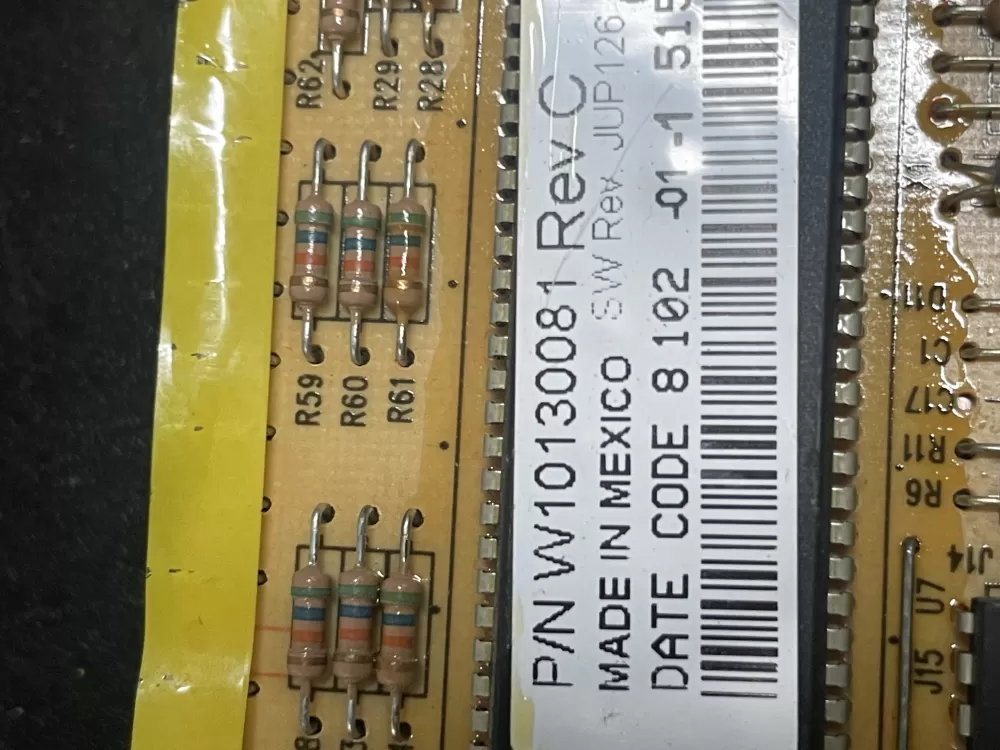 P/N W10130081 Rev C
MADE IN MEXICO SW Rev. JUP126
DATE CODE 8 102 -01-1 515
R62
R29
R28
R59
R60
R61
D11
C1
C17
R11
R6
J14
U7
J15